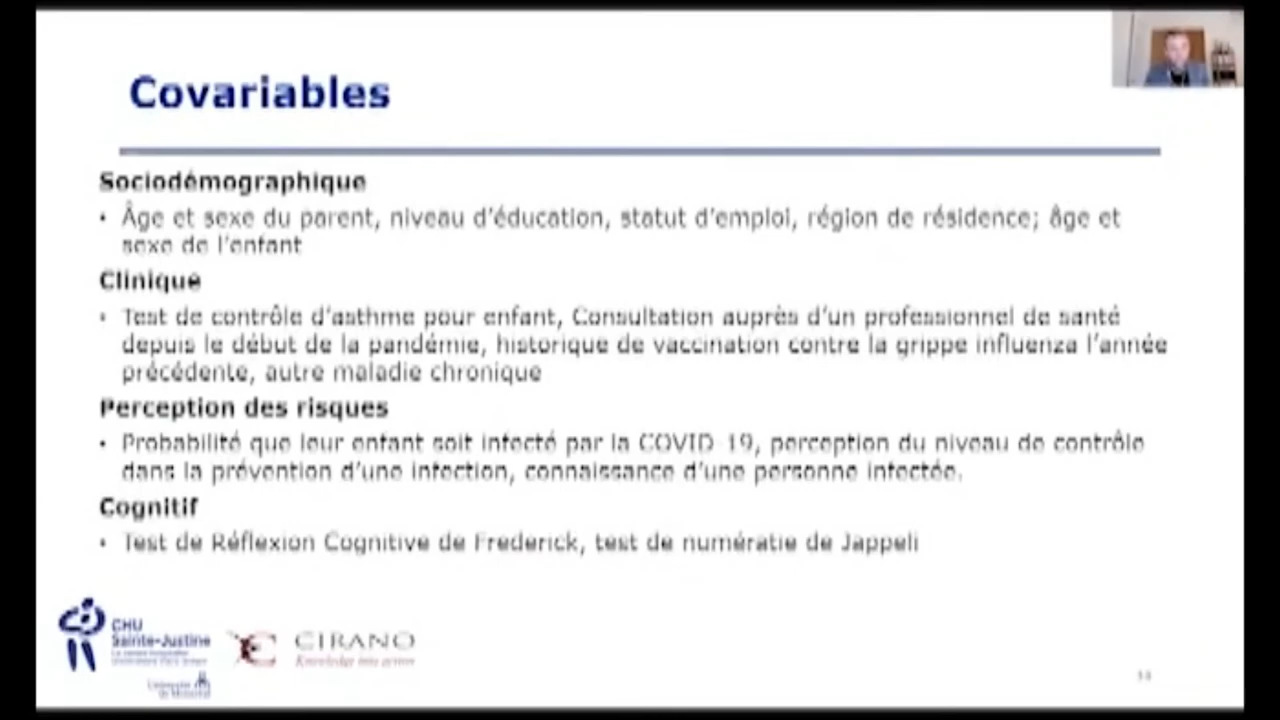 Covariables
Sociodémographique
• Âge et sexe du parent, niveau d'éducation, statut d'emploi, région de résidence; âge et
sexe de l'enfant
Clinique
• Test de contrôle d'asthme pour enfant, Consultation auprès d'un professionnel de santé
depuis le début de la pandémie, historique de vaccination contre la grippe influenza l'année
précédente, autre maladie chronique
Perception des risques
• Probabilité que leur enfant soit infecté par la COVID 19, perception du niveau de contrôle
dans la prévention d'une infection, connaissance d'une personne infectée.
Cognitif
• Test de Réflexion Cognitive de Frederick, test de numératie de Jappeli
CHU
Sainte-Justine
CIRANO
Knowledge into action
Université
de Montréal